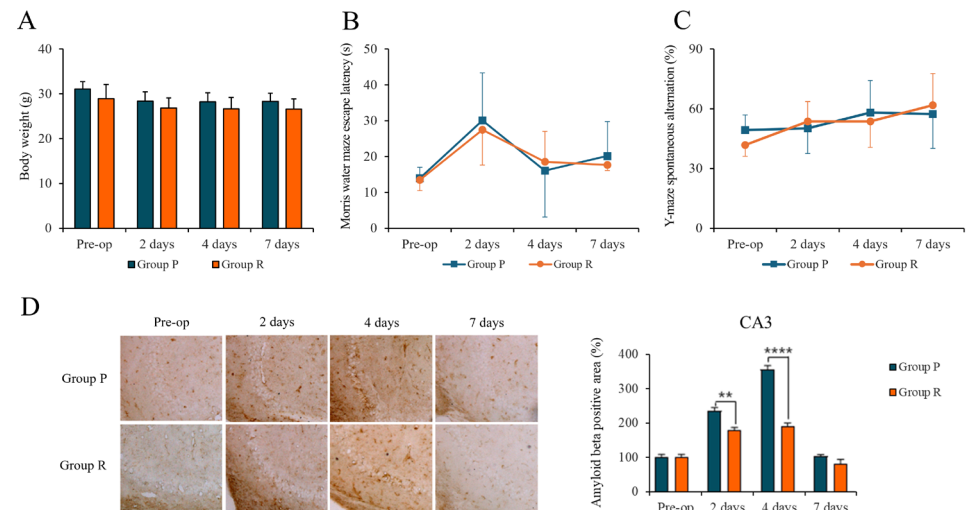 A
Body weight (g)
40
30
20
10
0
Pre-op 2 days 4 days 7 days
Group P Group R
B
Morris water maze escape latency (s)
50
40
30
20
10
0
Pre-op 2 days 4 days 7 days
Group P Group R
C
Y-maze spontaneous alternation (%)
90
60
30
0
Pre-op 2 days 4 days 7 days
Group P Group R
D
Pre-op 2 days 4 days 7 days
Group P
Group R
CA3
Amyloid beta positive area (%)
400
300
200
100
0
**
****
Pre-op 2 days 4 days 7 days
Group P
Group R